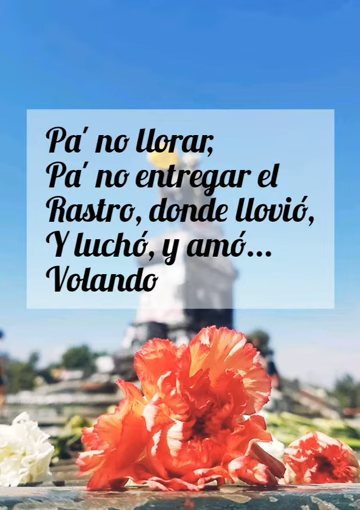 Pa' no llorar,
Pa' no entregar el
Rastro, donde llovió,
Y luchó, y amó...
Volando